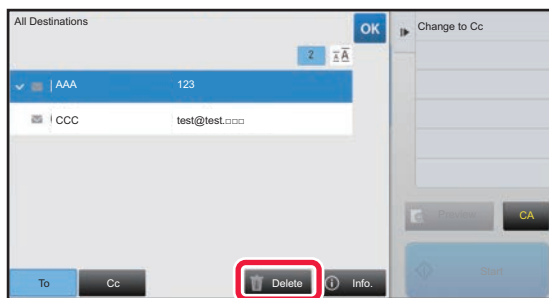 All Destinations
OK
Change to Cc
2
AAA 123
CCC test@test.□□□
Preview
CA
To
Cc
Delete
Info.
Start